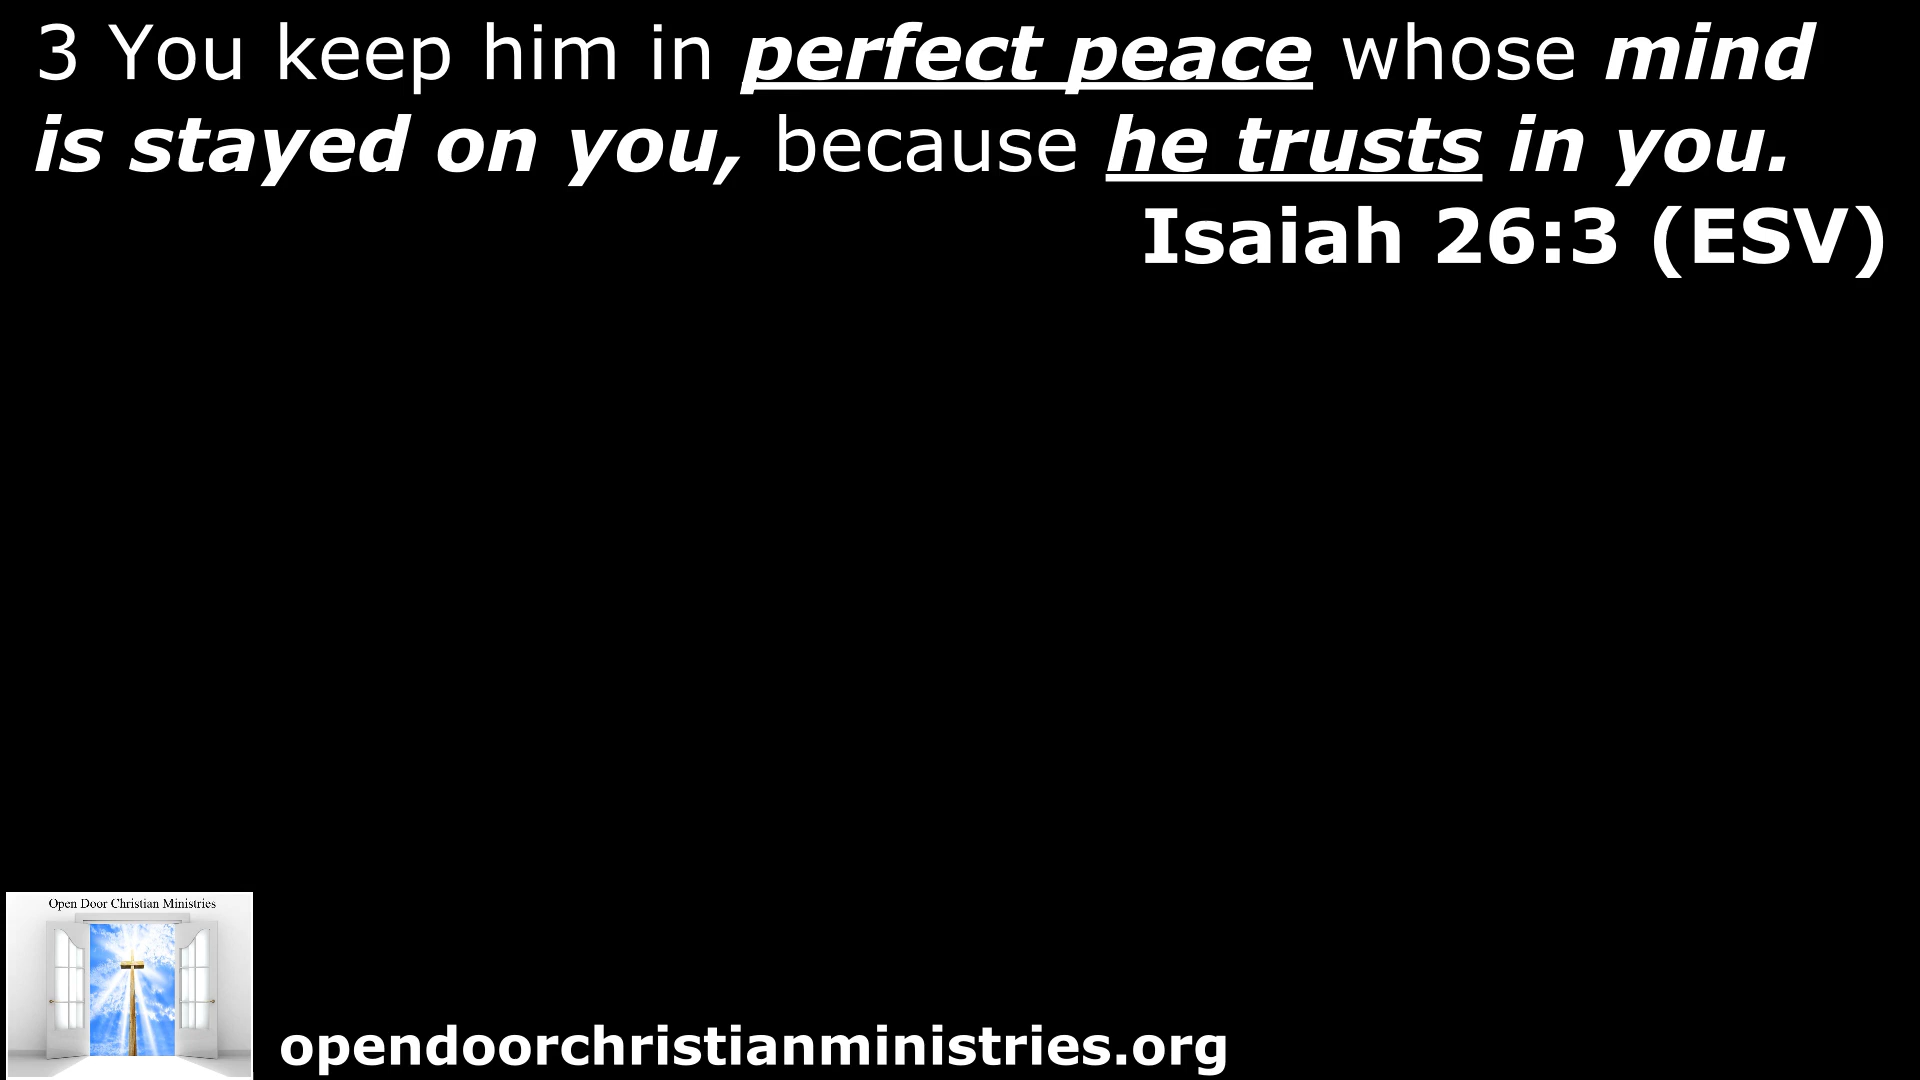 3 You keep him in perfect peace whose mind
is stayed on you, because he trusts in you.
Isaiah 26:3 (ESV)
Open Door Christian Ministries
opendoorchristianministries.org